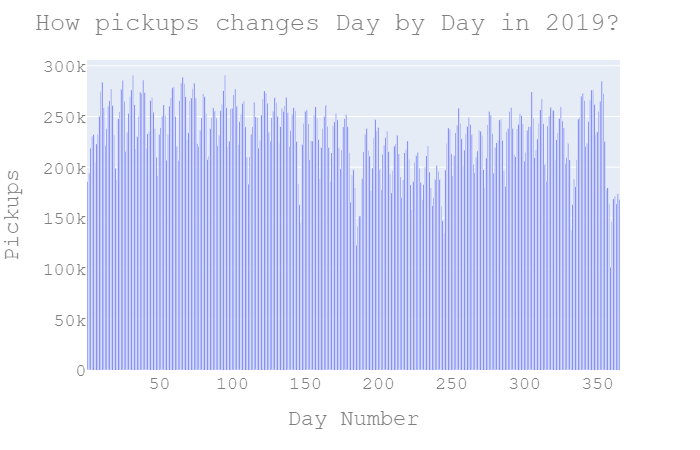 How pickups changes Day by Day in 2019?
300k
250k
200k
150k
100k
50k
0
Pickups
50 100 150 200 250 300 350
Day Number